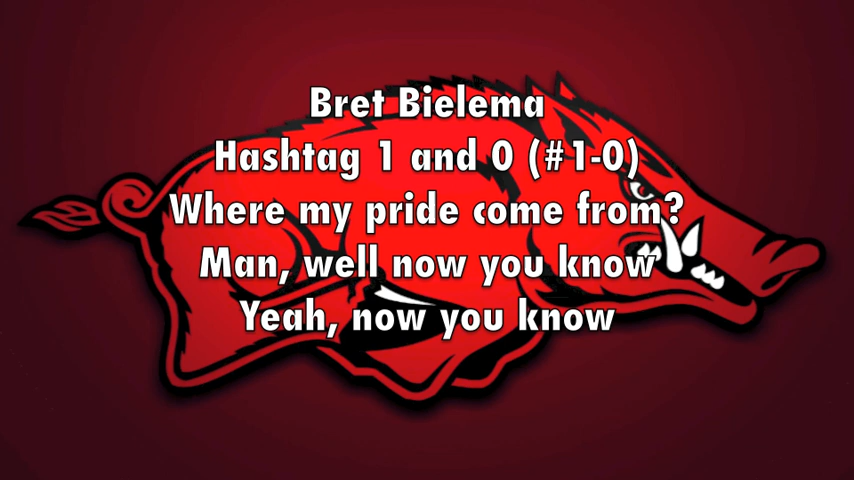 Bret Bielema
Hashtag 1 and 0 (#1-0)
Where my pride come from?
Man, well now you know
Yeah, now you know